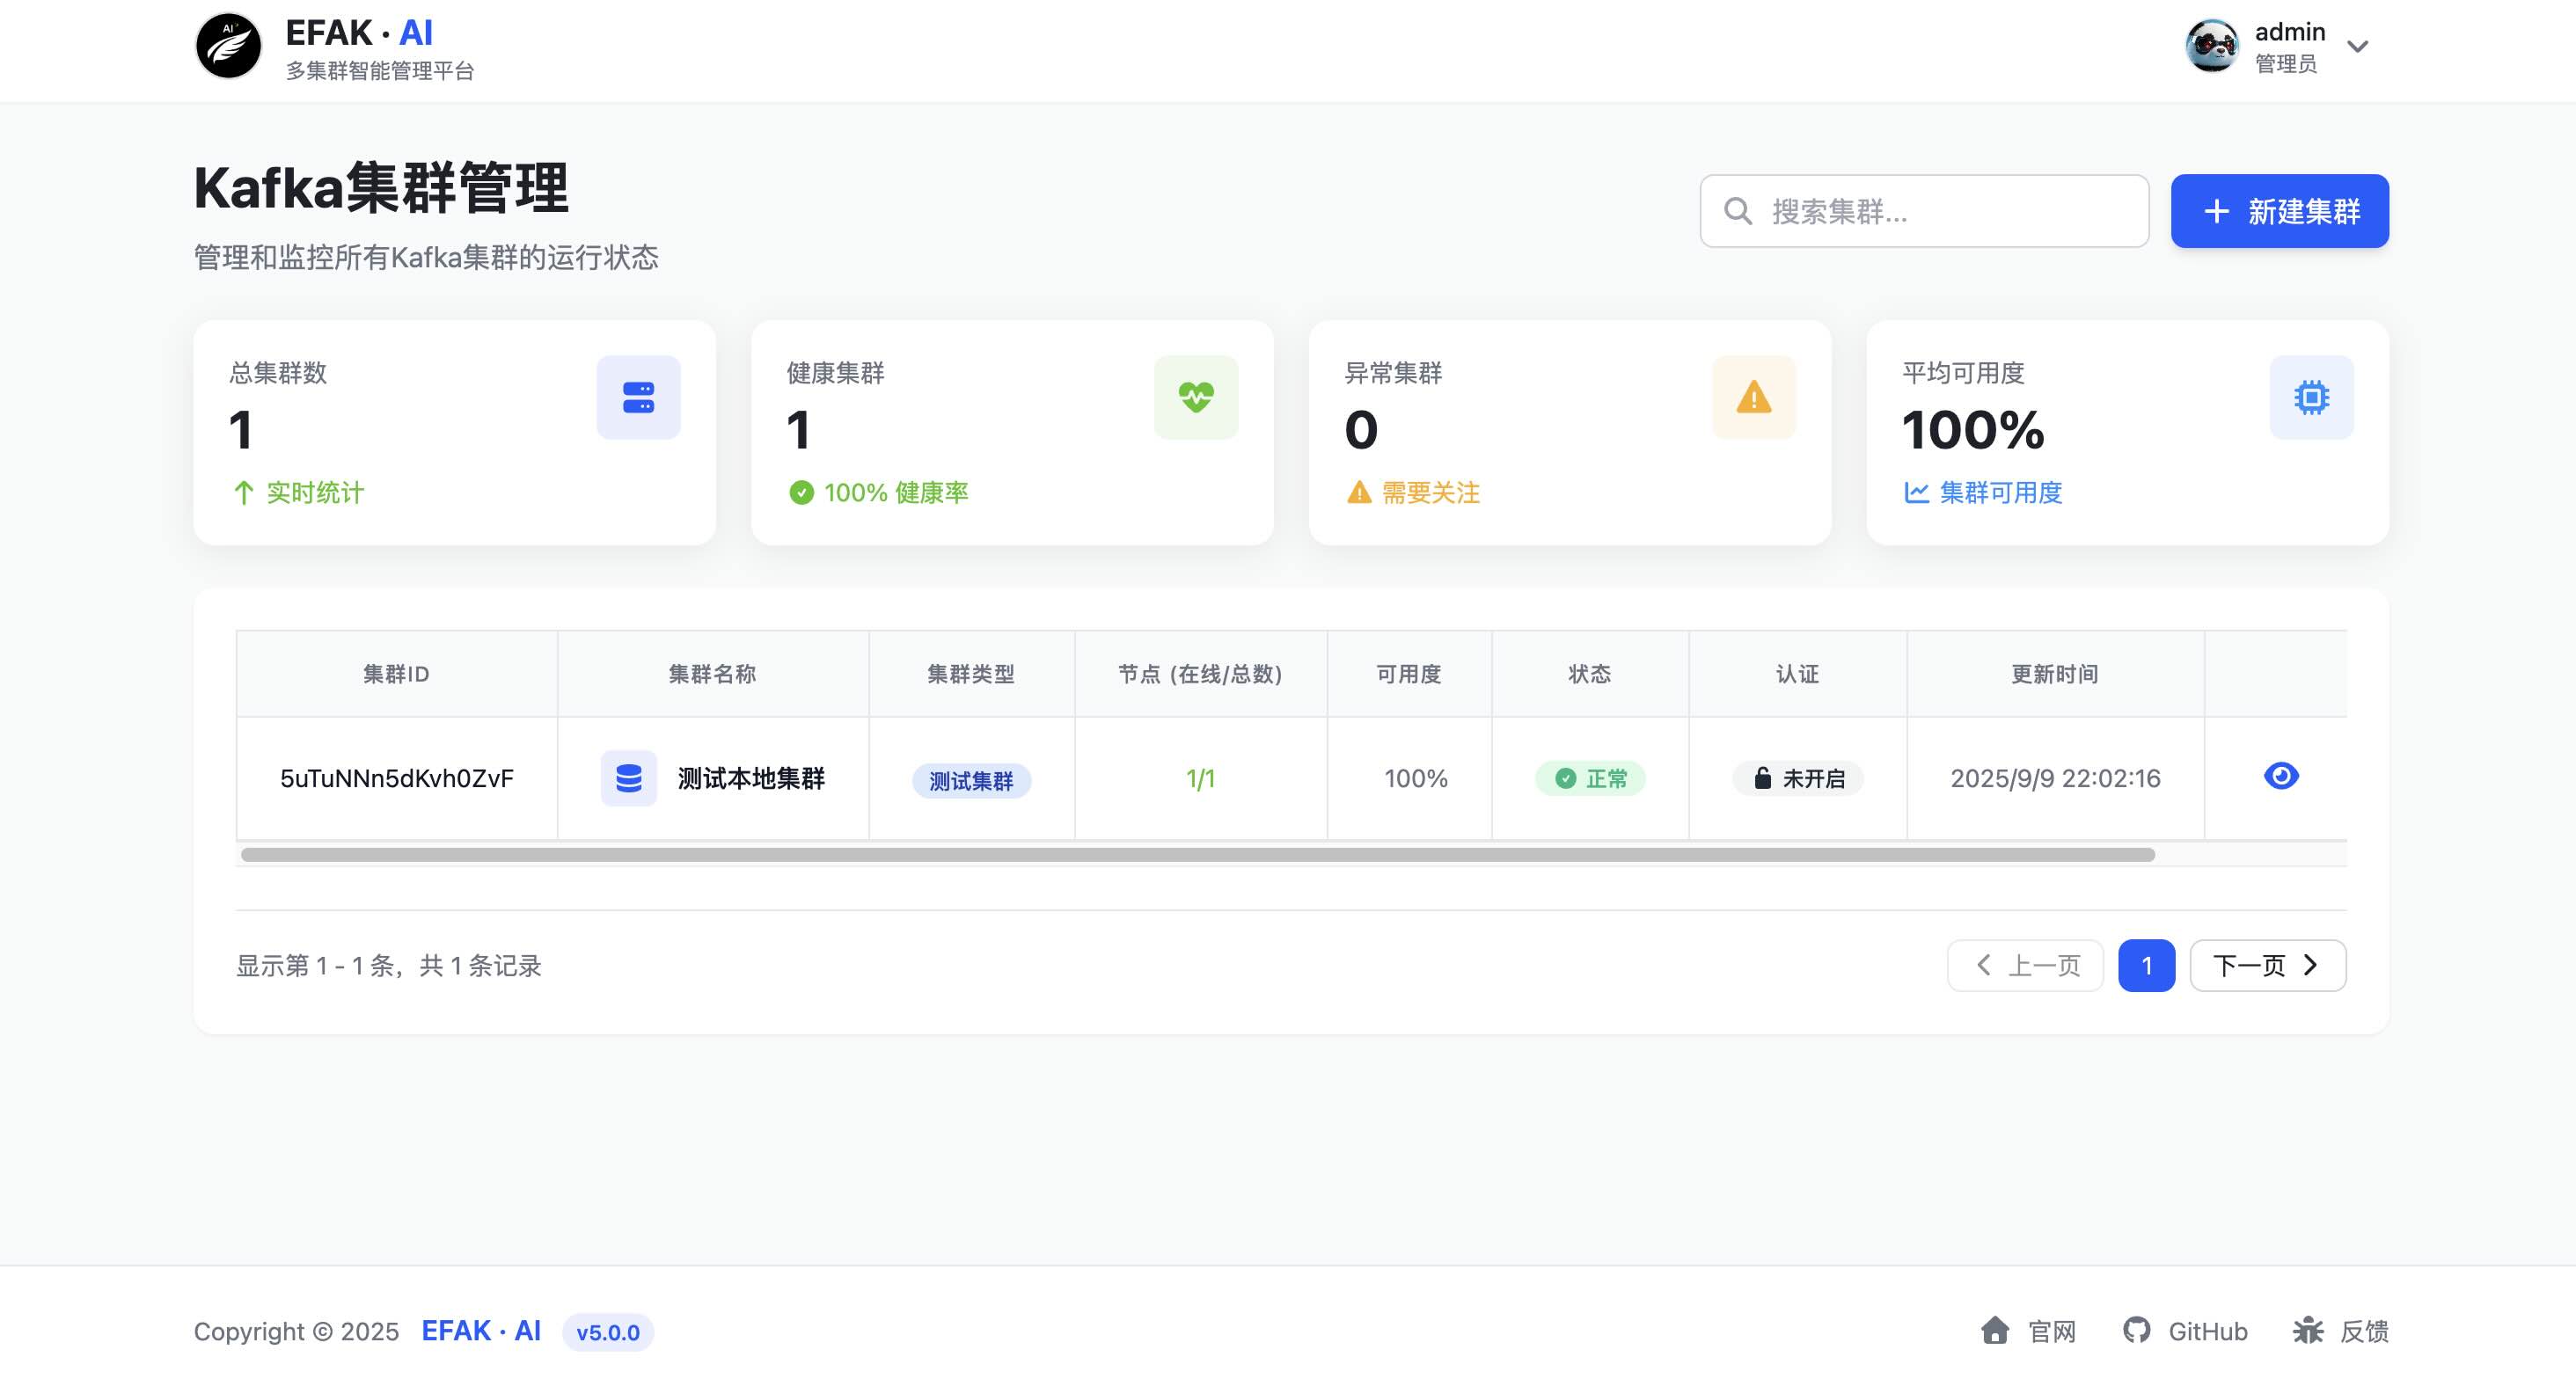 AI
EFAK · AI
多集群智能管理平台
admin
管理员
Kafka集群管理
管理和监控所有Kafka集群的运行状态
搜索集群...
新建集群
总集群数
1
实时统计
健康集群
1
100% 健康率
异常集群
0
需要关注
平均可用度
100%
集群可用度
集群ID 集群名称 集群类型 节点 (在线/总数) 可用度 状态 认证 更新时间
5uTuNNn5dKvh0ZvF 测试本地集群 测试集群 1/1 100% 正常 未开启 2025/9/9 22:02:16
显示第 1 - 1 条，共 1 条记录
上一页 1 下一页
Copyright © 2025 EFAK · AI v5.0.0
官网 GitHub 反馈